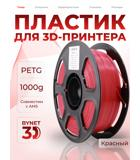 ПЛАСТИК
ДЛЯ 3D-ПРИНТЕРА
PETG
1000g
Совместим
с AMS
BYNET
3D
Красный